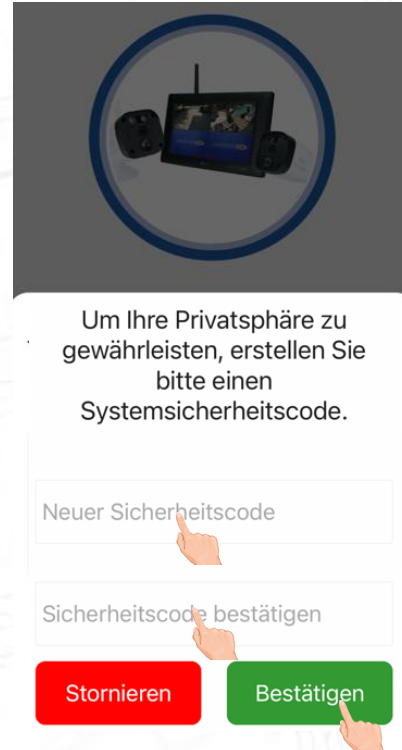 Um Ihre Privatsphäre zu
gewährleisten, erstellen Sie
bitte einen
Systemsicherheitscode.
Neuer Sicherheitscode
Sicherheitscode bestätigen
Stornieren
Bestätigen